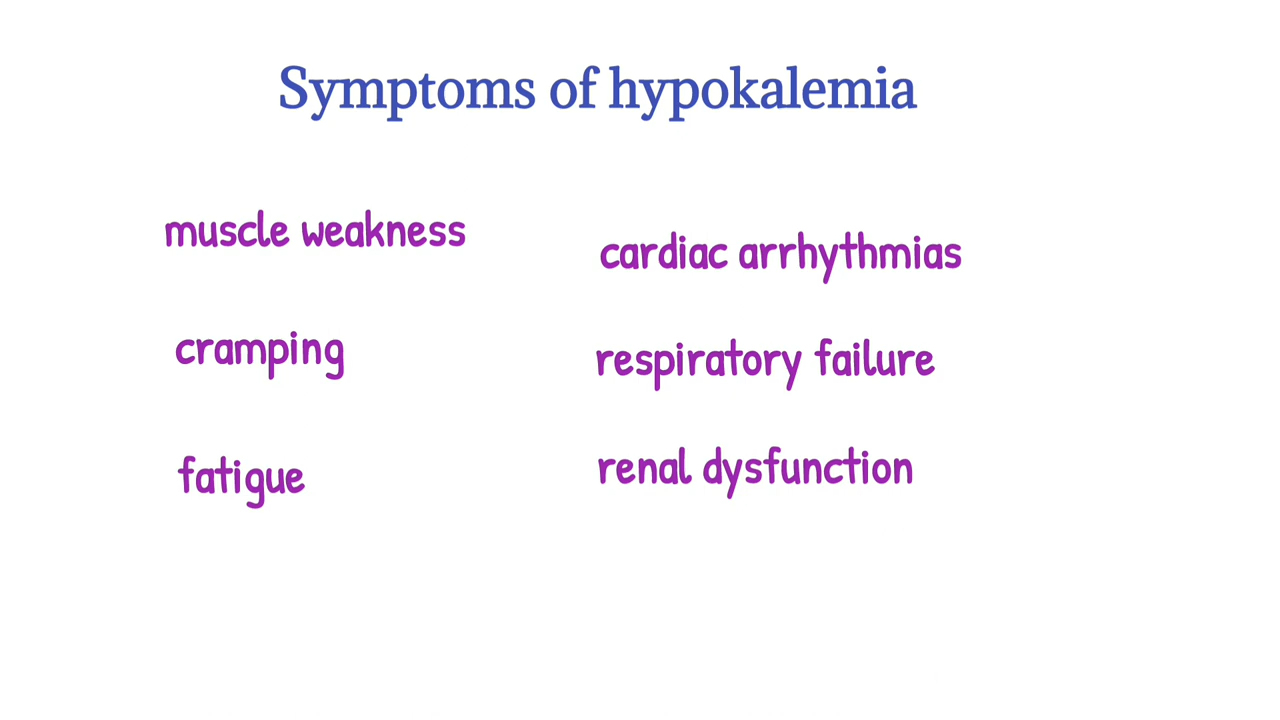 Symptoms of hypokalemia
muscle weakness
cramping
fatigue
cardiac arrhythmias
respiratory failure
renal dysfunction